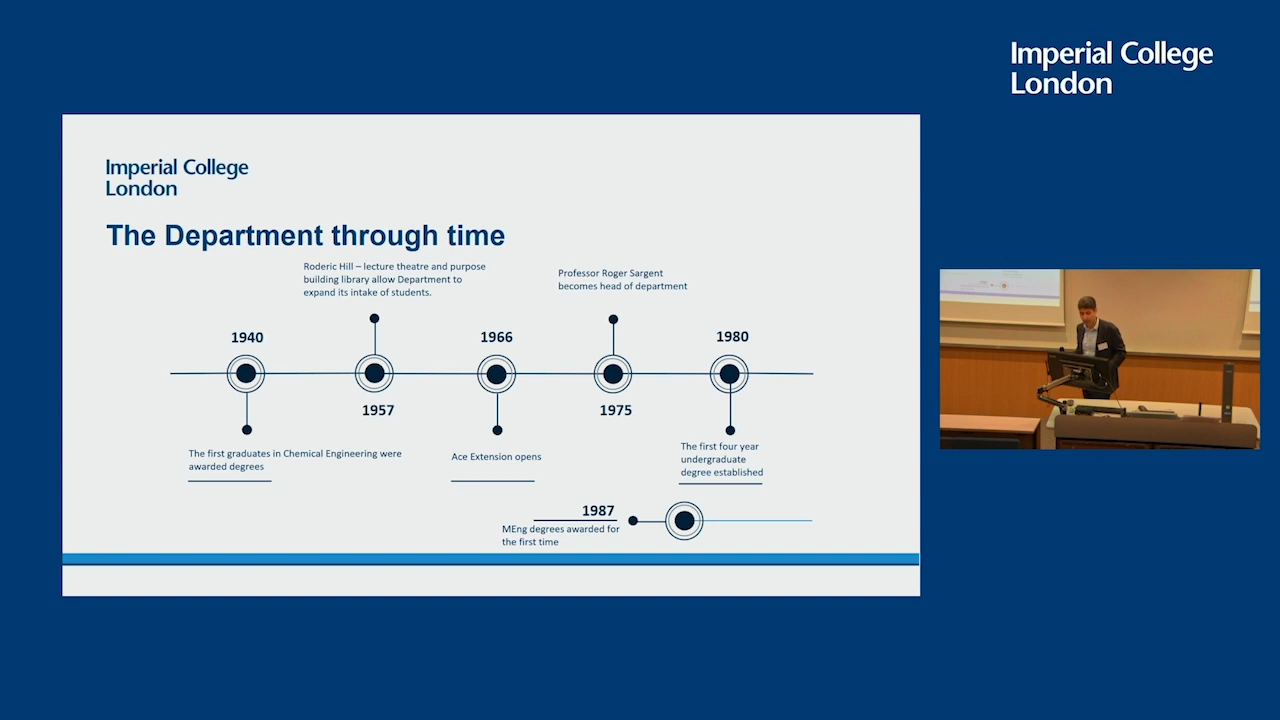 Imperial College
London
Imperial College
London
The Department through time
Roderic Hill – lecture theatre and purpose
building library allow Department to
expand its intake of students.
Professor Roger Sargent
becomes head of department
1940
1966
1980
1957
1975
The first graduates in Chemical Engineering were
awarded degrees
Ace Extension opens
The first four year
undergraduate
degree established
1987
MEng degrees awarded for
the first time